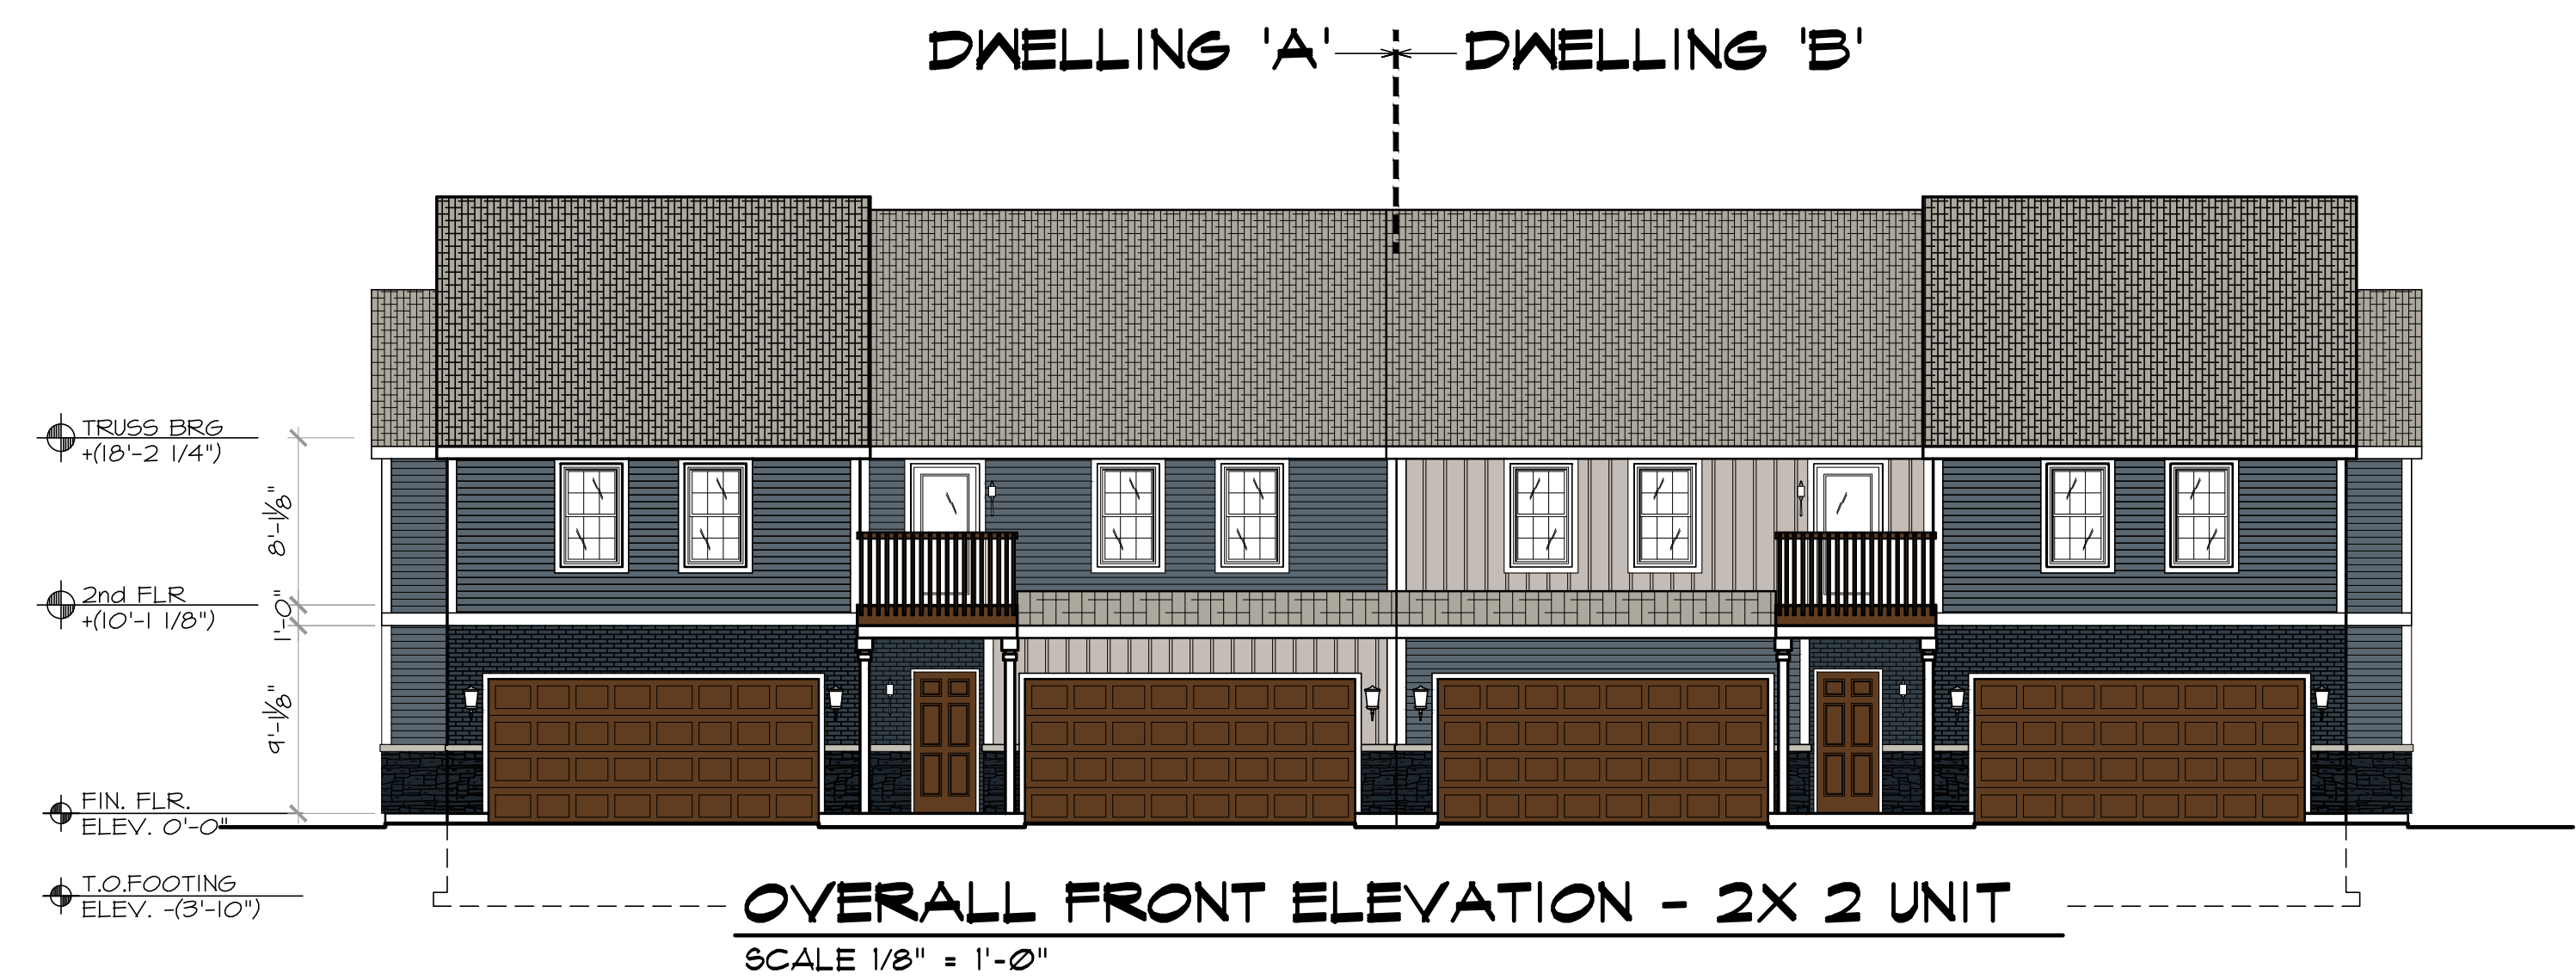 DWELLING 'A' DWELLING 'B'
TRUSS BRG
+(18'-2 1/4")
8'-1/8"
2nd FLR
+(10'-1 1/8")
1'-0"
9'-1/8"
FIN. FLR.
ELEV. 0'-0"
T.O.FOOTING
ELEV. -(3'-10")
OVERALL FRONT ELEVATION - 2X 2 UNIT
SCALE 1/8" = 1'-0"